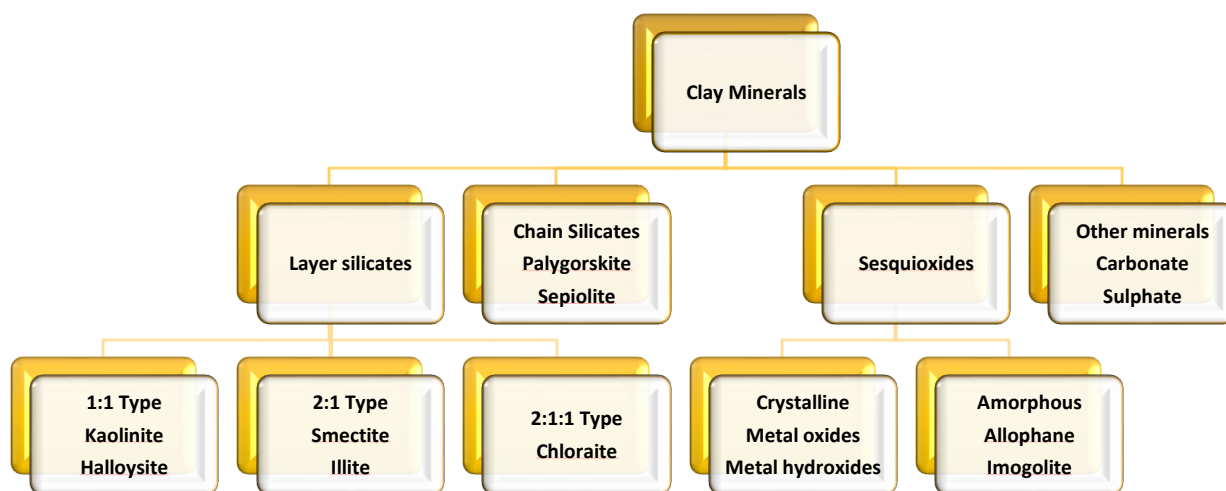 Clay Minerals
Layer silicates
Chain Silicates
Palygorskite
Sepiolite
Sesquioxides
Other minerals
Carbonate
Sulphate
1:1 Type
Kaolinite
Halloysite
2:1 Type
Smectite
Illite
2:1:1 Type
Chloraite
Crystalline
Metal oxides
Metal hydroxides
Amorphous
Allophane
Imogolite